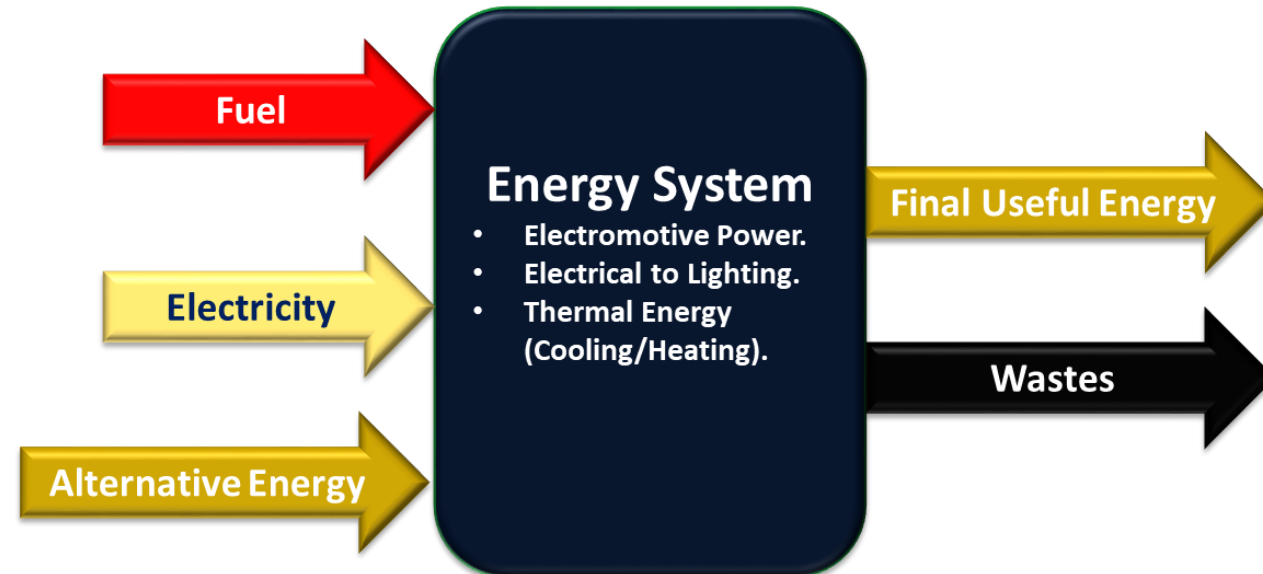 Fuel
Electricity
Alternative Energy
Energy System
• Electromotive Power.
• Electrical to Lighting.
• Thermal Energy
(Cooling/Heating).
Final Useful Energy
Wastes